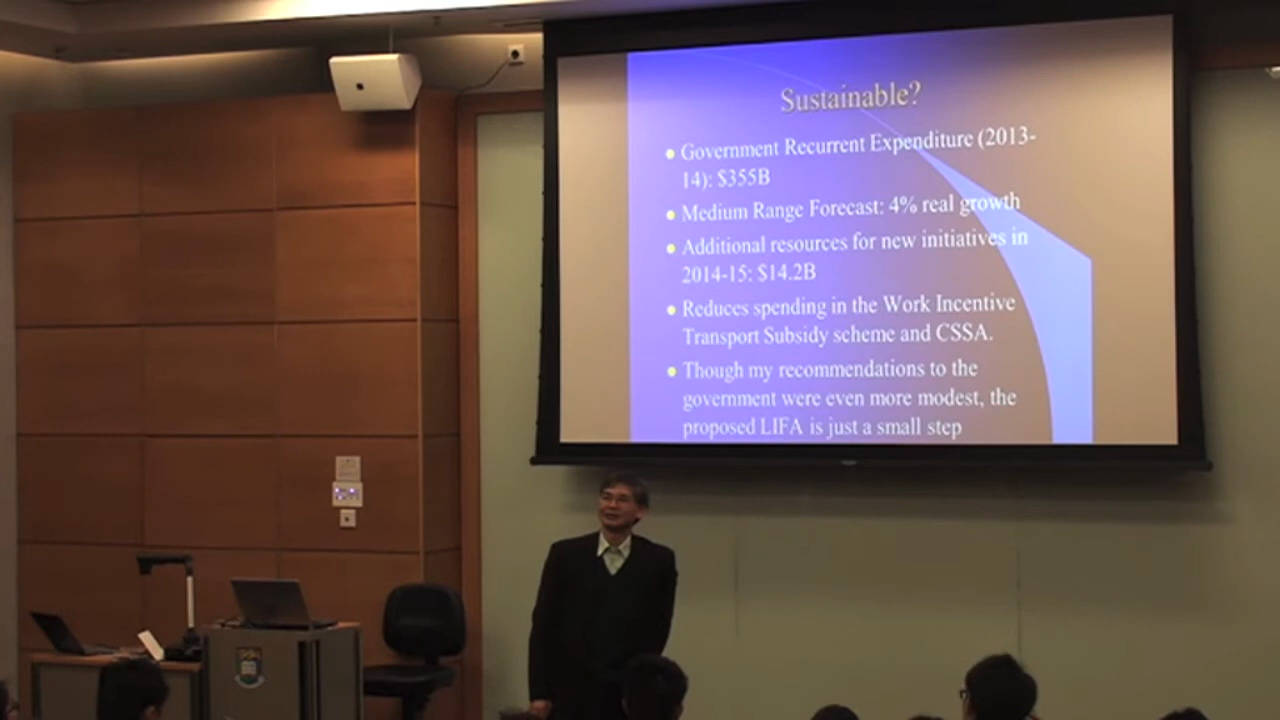 Sustainable?
Government Recurrent Expenditure (2013-
14): $355B
Medium Range Forecast: 4% real growth
Additional resources for new initiatives in
2014-15: $14.2B
Reduces spending in the Work Incentive
Transport Subsidy scheme and CSSA.
Though my recommendations to the
government were even more modest, the
proposed LIFA is just a small step